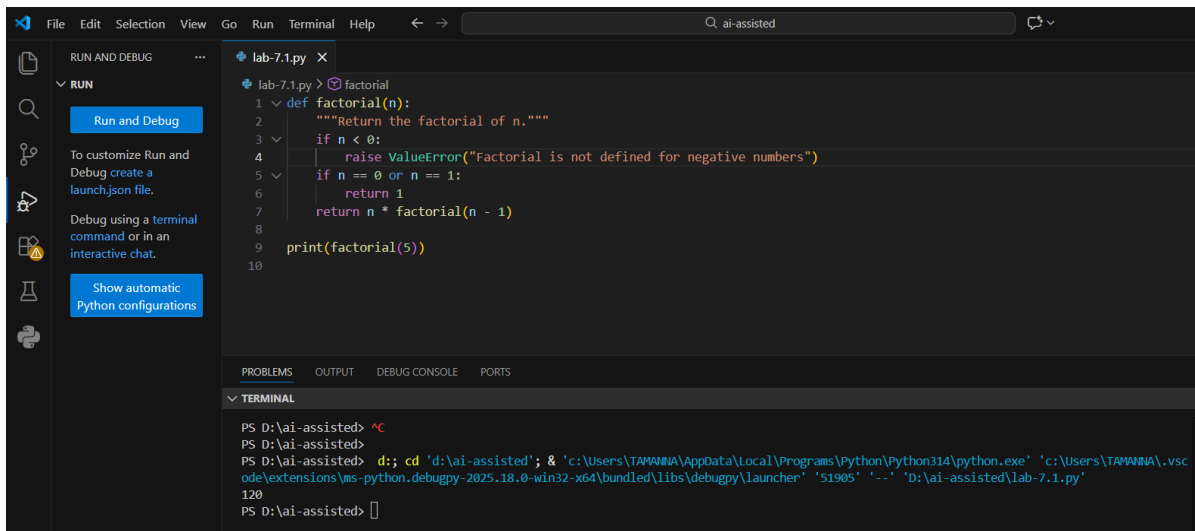 File Edit Selection View Go Run Terminal Help
ai-assisted
RUN AND DEBUG ...
RUN
Run and Debug
To customize Run and
Debug create a
launch.json file.
Debug using a terminal
command or in an
interactive chat.
Show automatic
Python configurations
lab-7.1.py
lab-7.1.py > factorial
1 def factorial(n):
2 """Return the factorial of n."""
3 if n < 0:
4 raise ValueError("Factorial is not defined for negative numbers")
5 if n == 0 or n == 1:
6 return 1
7 return n * factorial(n - 1)
8
9 print(factorial(5))
10
PROBLEMS OUTPUT DEBUG CONSOLE PORTS
TERMINAL
PS D:\ai-assisted> ^C
PS D:\ai-assisted>
PS D:\ai-assisted> d:; cd 'd:\ai-assisted'; & 'c:\Users\TAMANNA\AppData\Local\Programs\Python\Python314\python.exe' 'c:\Users\TAMANNA\.vsc
ode\extensions\ms-python.debugpy-2025.18.0-win32-x64\bundled\libs\debugpy\launcher' '51905' '--' 'D:\ai-assisted\lab-7.1.py'
120
PS D:\ai-assisted>